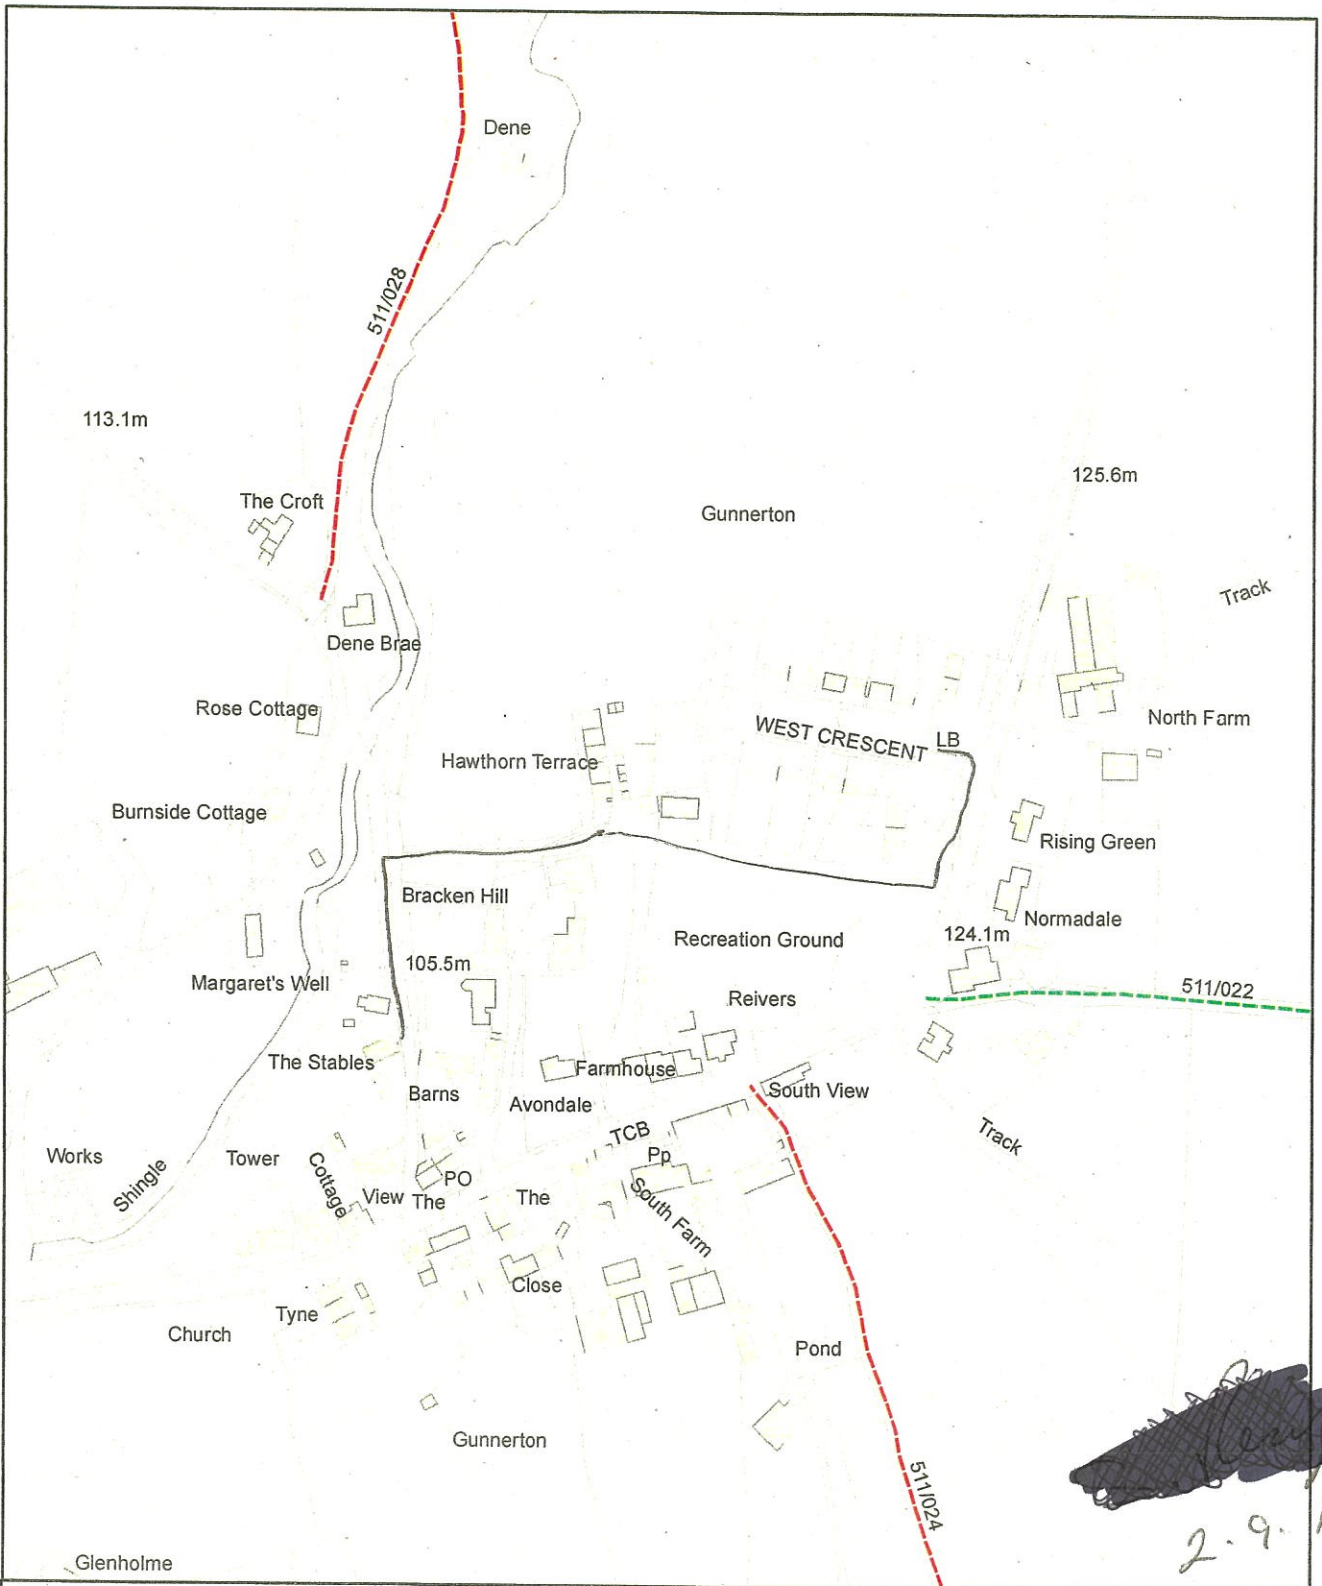 Dene
511/028
113.1m
The Croft
125.6m
Gunnerton
Track
Dene Brae
Rose Cottage
North Farm
WEST CRESCENT
LB
Hawthorn Terrace
Burnside Cottage
Rising Green
Bracken Hill
Normadale
Recreation Ground
124.1m
105.5m
Margaret's Well
Reivers
511/022
The Stables
Farmhouse
South View
Barns
Avondale
TCB
Track
Works
Shingle
Tower
Cottage
View
The
PO
The
Pp
South Farm
Close
Tyne
Church
Pond
Gunnerton
511/024
2.9.
Glenholme